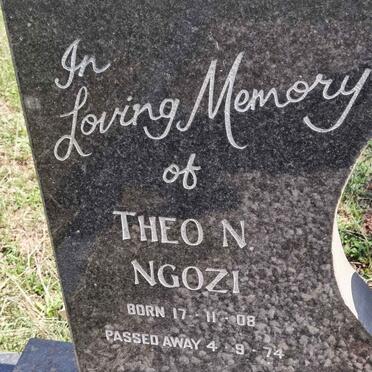 In
Loving Memory
of
THEO N.
NGOZI
BORN 17-11-08
PASSED AWAY 4-9-74